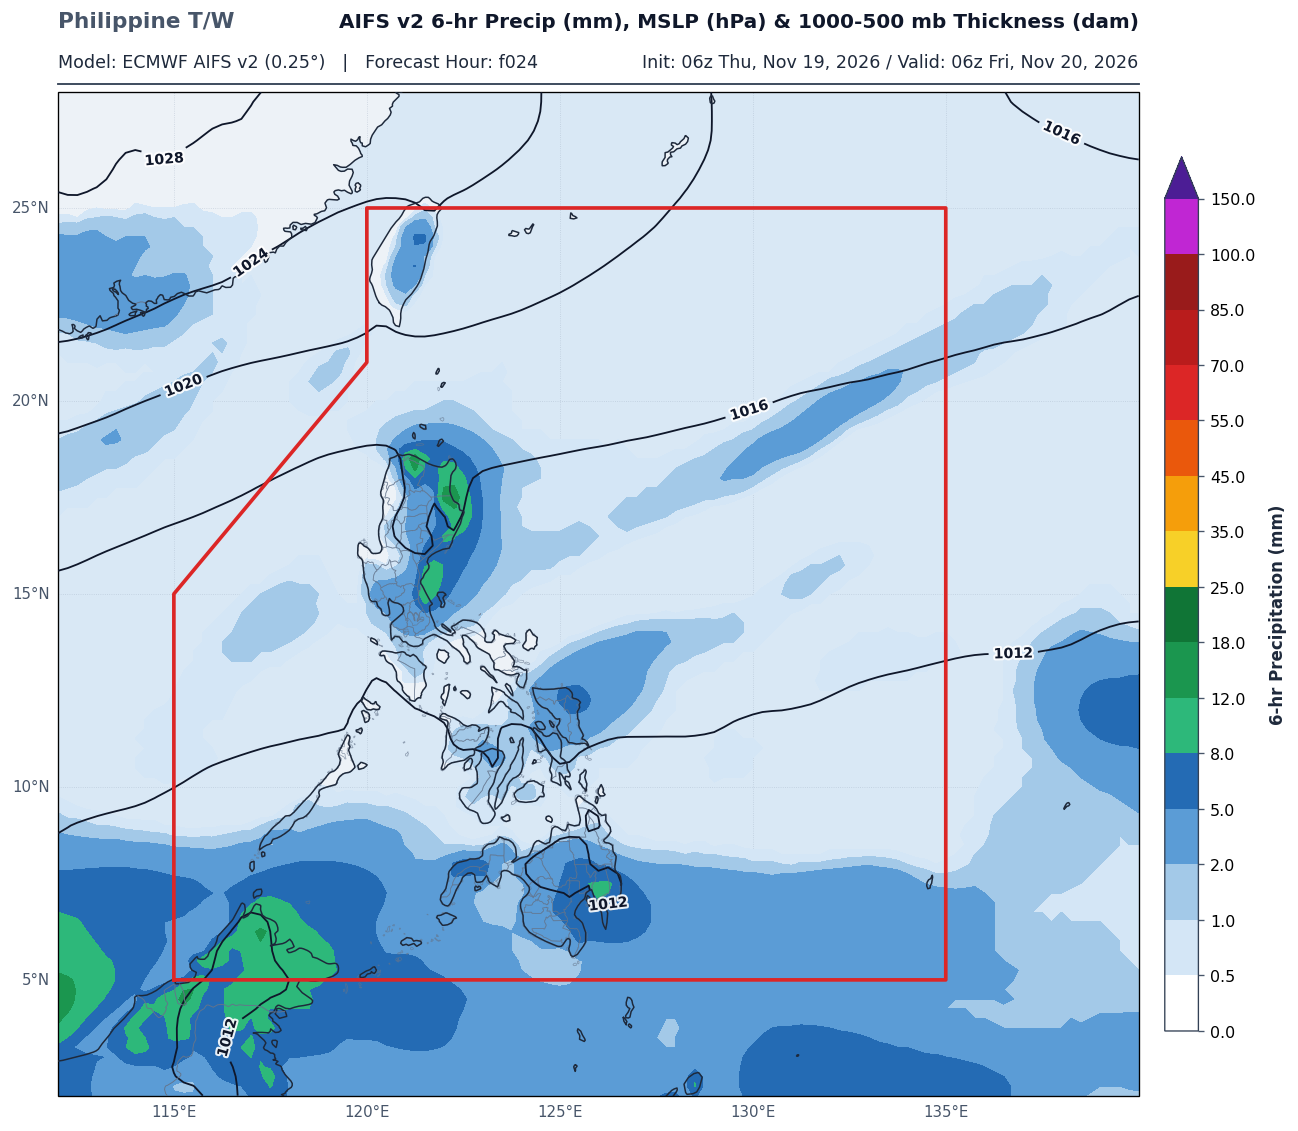 Philippine T/W
AIFS v2 6-hr Precip (mm), MSLP (hPa) & 1000-500 mb Thickness (dam)
Model: ECMWF AIFS v2 (0.25°) | Forecast Hour: f024
Init: 06z Thu, Nov 19, 2026 / Valid: 06z Fri, Nov 20, 2026
1028
1016
1024
1020
1016
1012
1012
1012
25°N
20°N
15°N
10°N
5°N
115°E
120°E
125°E
130°E
135°E
150.0
100.0
85.0
70.0
55.0
45.0
35.0
25.0
18.0
12.0
8.0
5.0
2.0
1.0
0.5
0.0
6-hr Precipitation (mm)